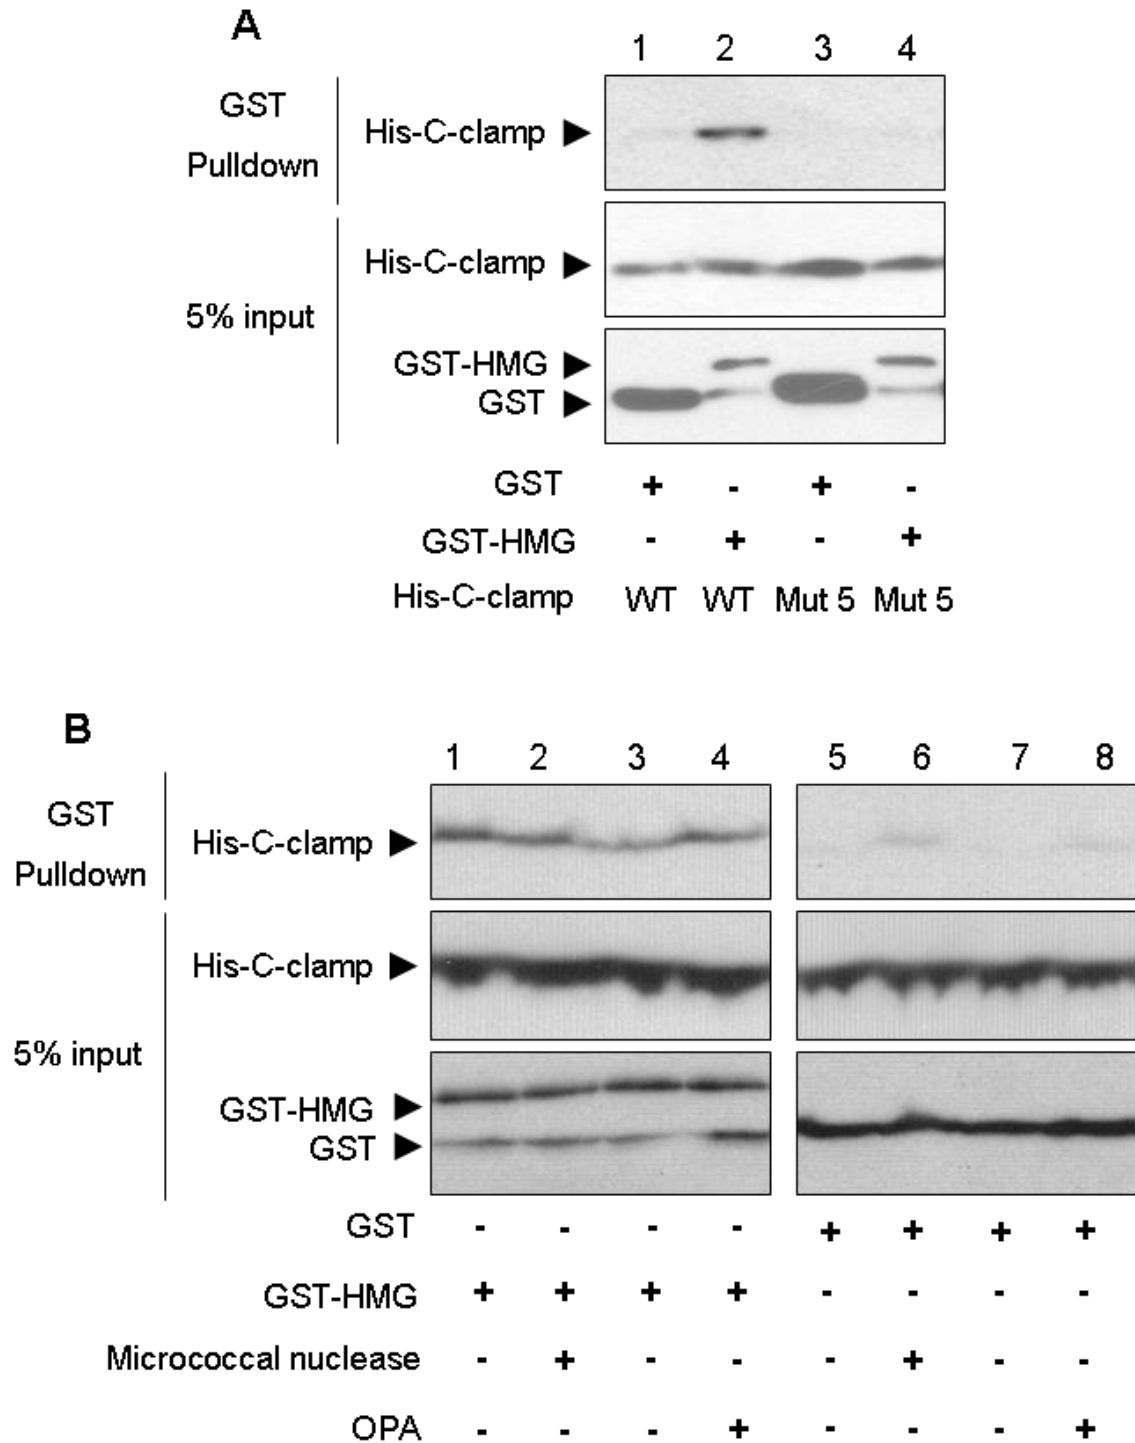 A
1 2 3 4
GST
Pulldown
His-C-clamp
His-C-clamp
5% input
GST-HMG
GST
GST + - + -
GST-HMG - + - +
His-C-clamp WT WT Mut 5 Mut 5
B
1 2 3 4 5 6 7 8
GST
Pulldown
His-C-clamp
His-C-clamp
5% input
GST-HMG
GST
GST - - - - + + + +
GST-HMG + + + + - - - -
Micrococcal nuclease - + - - - + - -
OPA - - - + - - - +